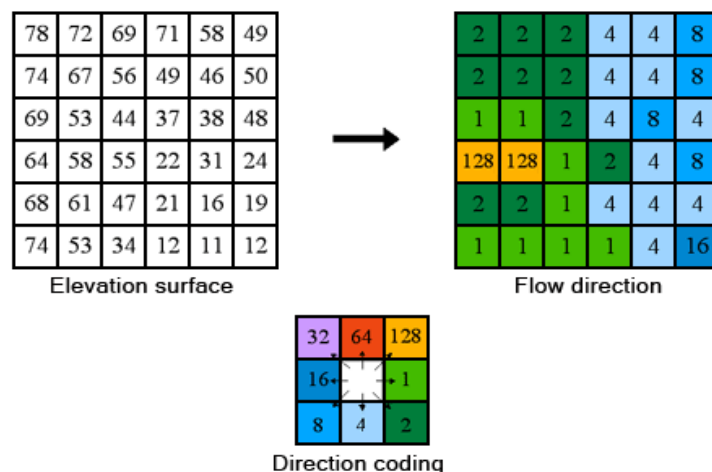 78 72 69 71 58 49 2 2 2 4 4 8
74 67 56 49 46 50 2 2 2 4 4 8
69 53 44 37 38 48 1 1 2 4 8 4
64 58 55 22 31 24 128 128 1 2 4 8
68 61 47 21 16 19 2 2 1 4 4 4
74 53 34 12 11 12 1 1 1 1 4 16
Elevation surface Flow direction
32 64 128
16 1
8 4 2
Direction coding